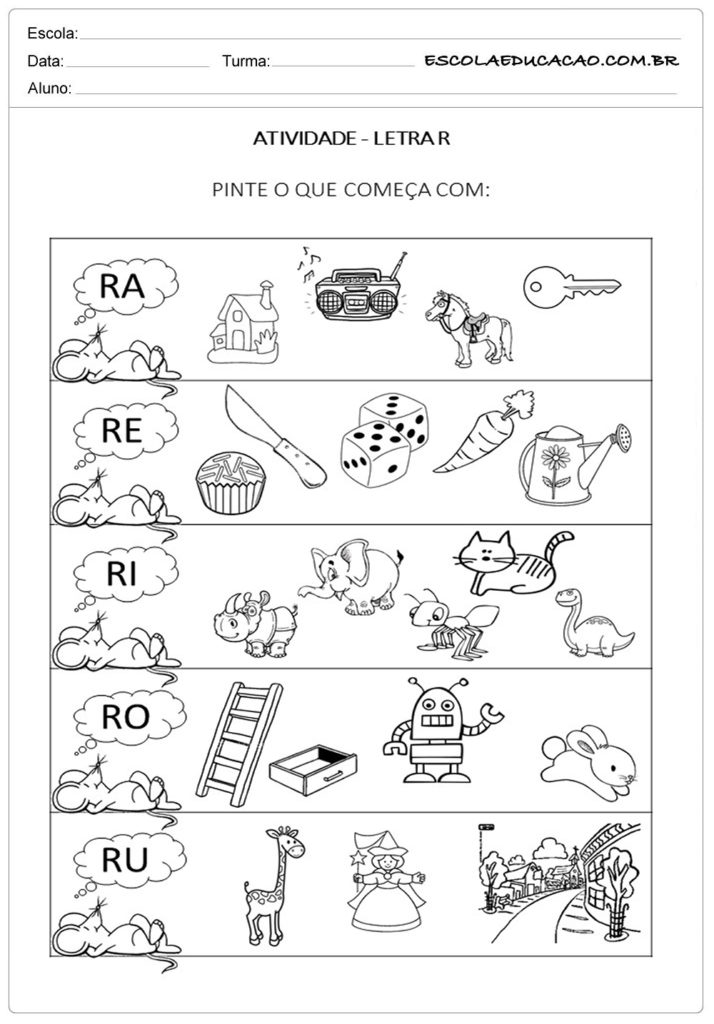 Escola:
Data: Turma: ESCOLAEDUCACAO.COM.BR
Aluno:
ATIVIDADE - LETRA R
PINTE O QUE COMEÇA COM:
RA
RE
RI
RO
RU